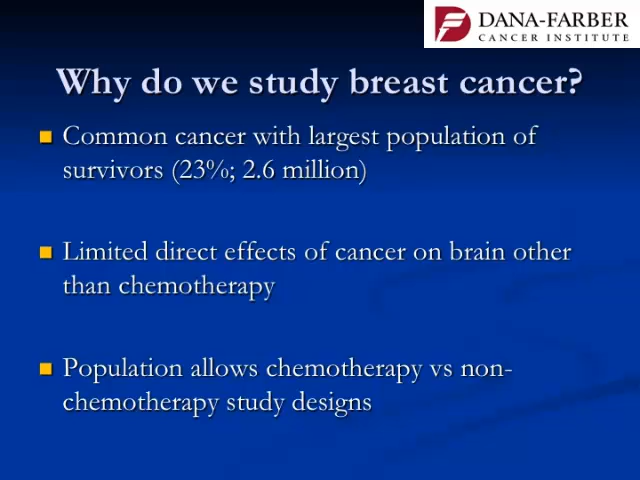 DANA-FARBER
CANCER INSTITUTE
Why do we study breast cancer?
Common cancer with largest population of
survivors (23%; 2.6 million)
Limited direct effects of cancer on brain other
than chemotherapy
Population allows chemotherapy vs non-
chemotherapy study designs